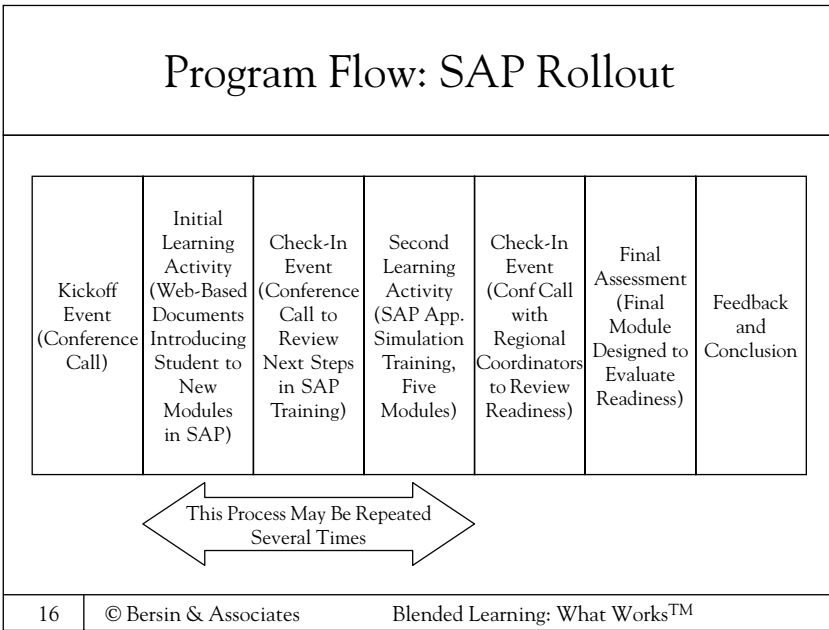 Program Flow: SAP Rollout
Kickoff
Event
(Conference
Call)
Initial
Learning
Activity
(Web-Based
Documents
Introducing
Student to
New
Modules
in SAP)
Check-In
Event
(Conference
Call to
Review
Next Steps
in SAP
Training)
Second
Learning
Activity
(SAP App.
Simulation
Training,
Five
Modules)
Check-In
Event
(Conf Call
with
Regional
Coordinators
to Review
Readiness)
Final
Assessment
(Final
Module
Designed to
Evaluate
Readiness)
Feedback
and
Conclusion
This Process May Be Repeated
Several Times
16 © Bersin & Associates Blended Learning: What Works™